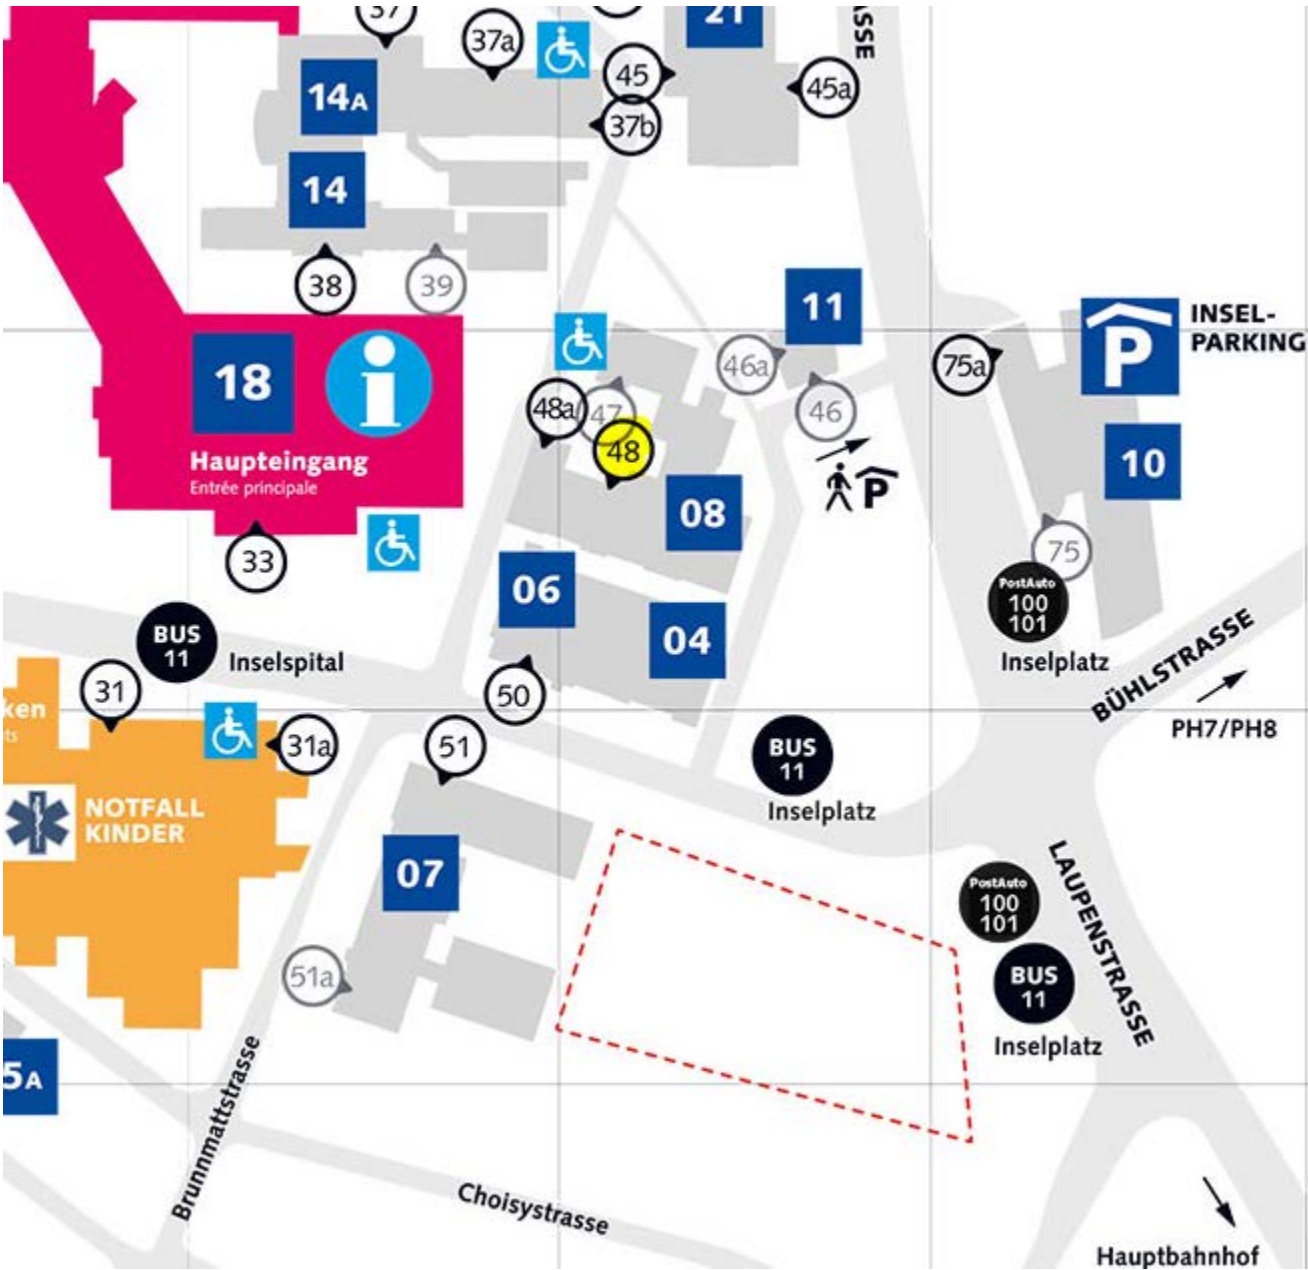 37
37a
21
ASSE
14A
45
45a
37b
14
38
39
11
INSEL-
PARKING
P
18
46a
75a
48a
47
46
48
Haupteingang
Entrée principale
P
10
08
33
75
06
PostAuto
100
101
04
BUS
11
Inselspital
Inselplatz
BÜHLSTRASSE
31
50
PH7/PH8
ken
ts
31a
51
BUS
11
NOTFALL
KINDER
Inselplatz
07
LAUPENSTRASSE
PostAuto
100
101
51a
BUS
11
Inselplatz
5A
Brunnmattstrasse
Choisystrasse
Hauptbahnhof